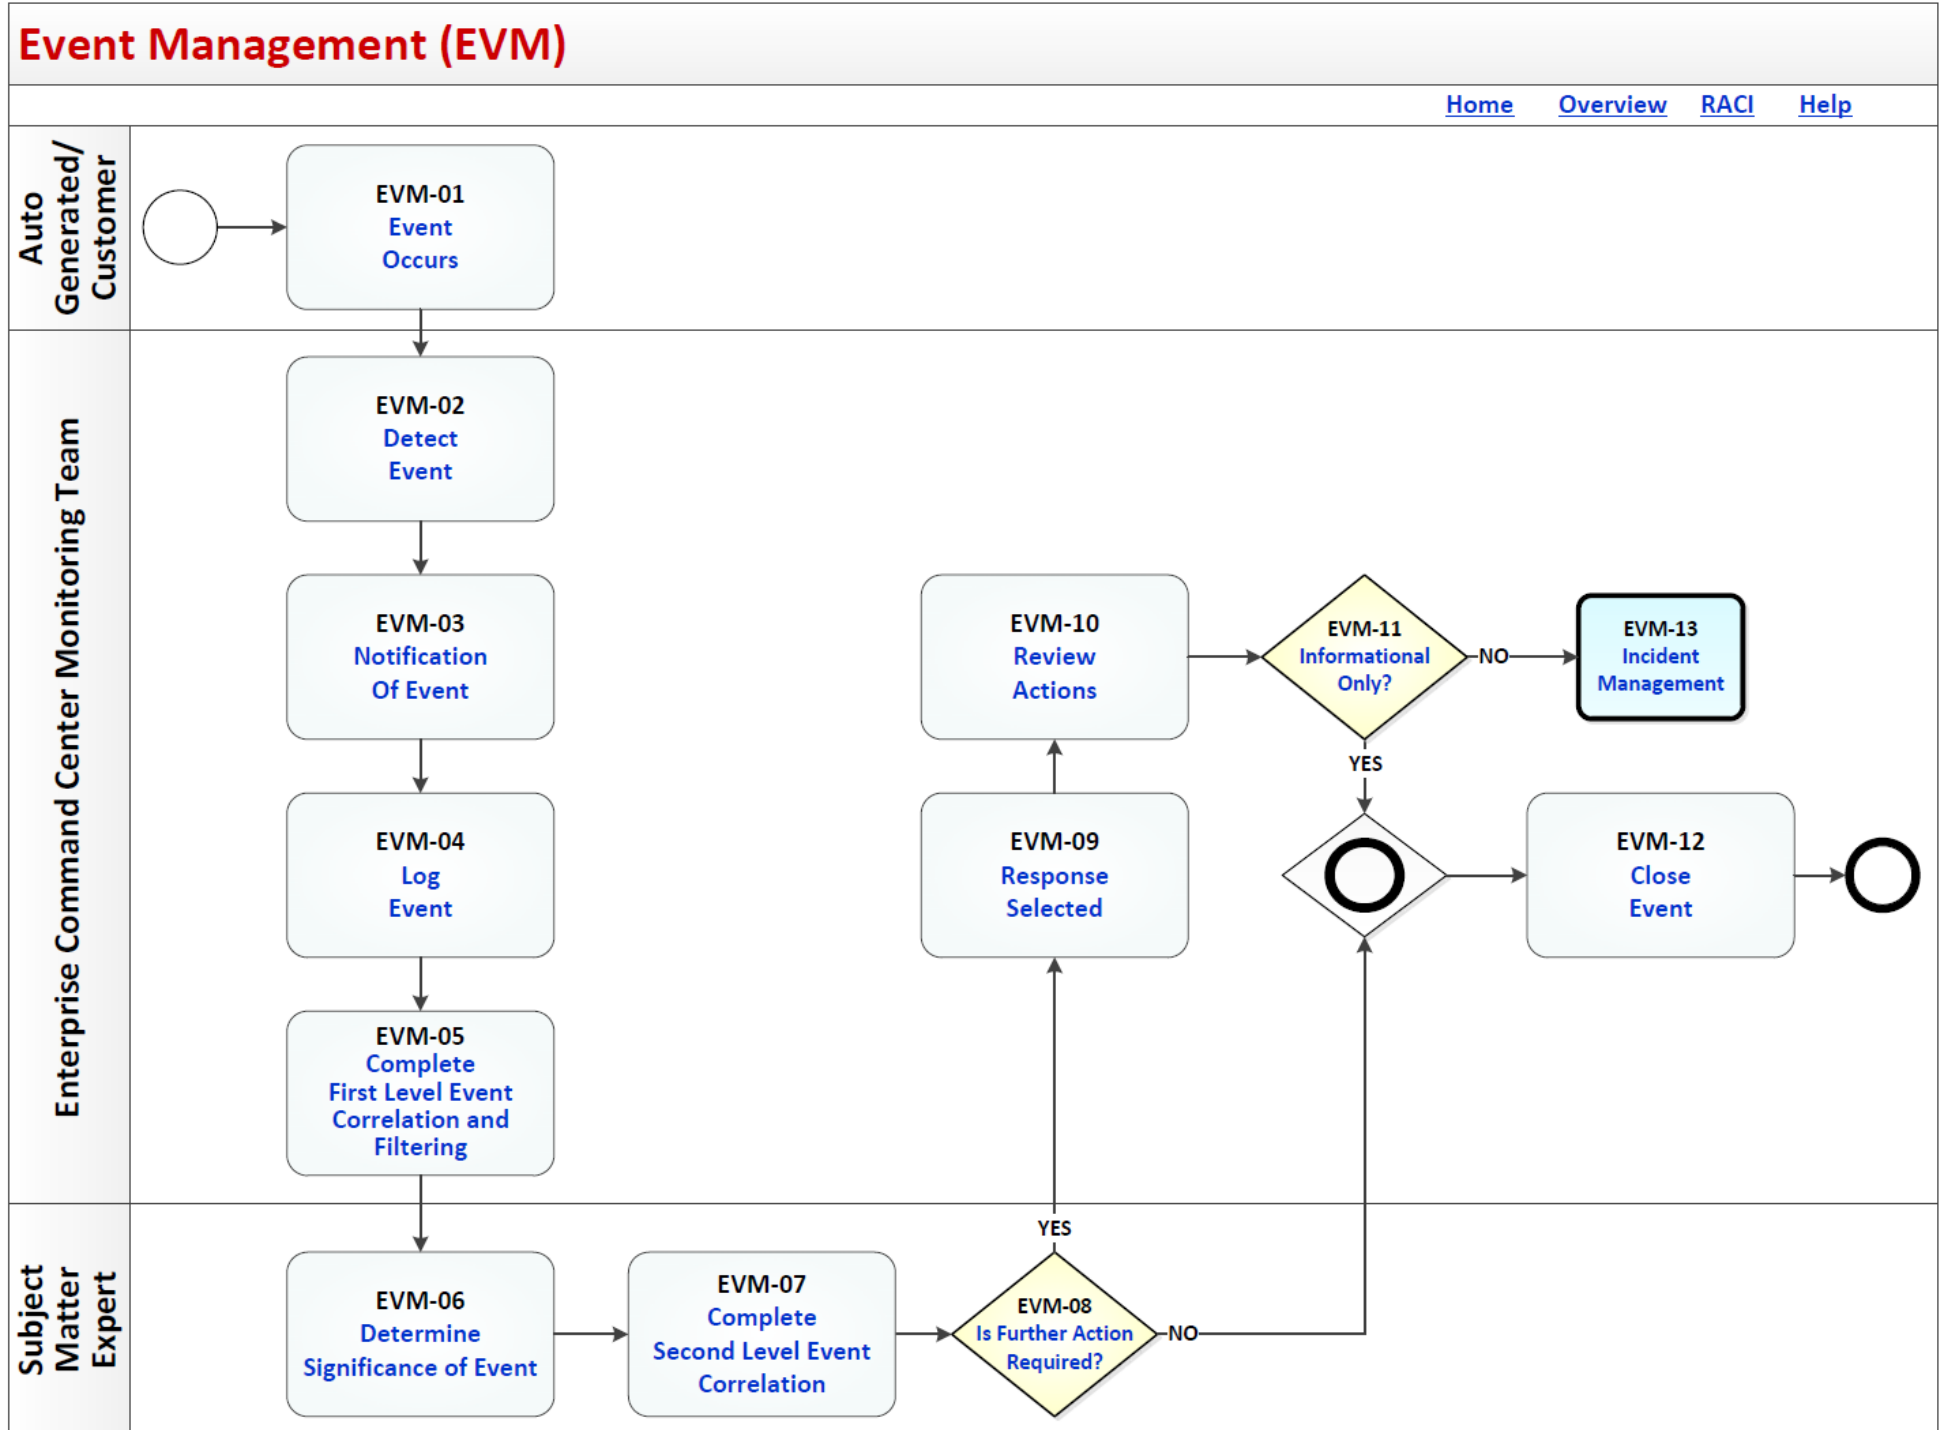 Event Management (EVM)
Home Overview RACI Help
Auto
Generated/
Customer
EVM-01
Event
Occurs
Enterprise Command Center Monitoring Team
EVM-02
Detect
Event
EVM-03
Notification
Of Event
EVM-04
Log
Event
EVM-05
Complete
First Level Event
Correlation and
Filtering
EVM-10
Review
Actions
EVM-11
Informational
Only?
NO
EVM-13
Incident
Management
YES
EVM-09
Response
Selected
EVM-12
Close
Event
Subject
Matter
Expert
EVM-06
Determine
Significance of Event
EVM-07
Complete
Second Level Event
Correlation
YES
EVM-08
Is Further Action
Required?
NO